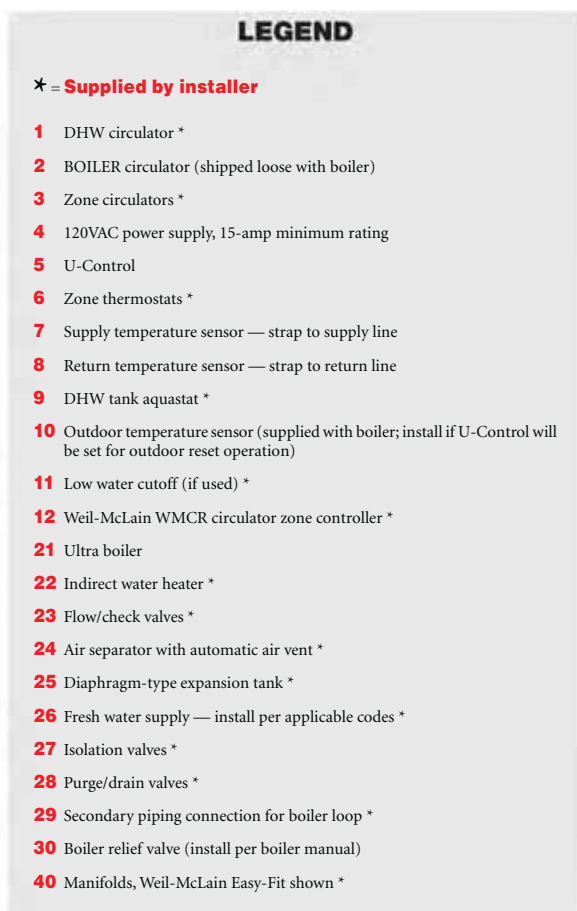 LEGEND
* = Supplied by installer
1 DHW circulator *
2 BOILER circulator (shipped loose with boiler)
3 Zone circulators *
4 120VAC power supply, 15-amp minimum rating
5 U-Control
6 Zone thermostats *
7 Supply temperature sensor — strap to supply line
8 Return temperature sensor — strap to return line
9 DHW tank aquastat *
10 Outdoor temperature sensor (supplied with boiler; install if U-Control will
be set for outdoor reset operation)
11 Low water cutoff (if used) *
12 Weil-McLain WMCR circulator zone controller *
21 Ultra boiler
22 Indirect water heater *
23 Flow/check valves *
24 Air separator with automatic air vent *
25 Diaphragm-type expansion tank *
26 Fresh water supply — install per applicable codes *
27 Isolation valves *
28 Purge/drain valves *
29 Secondary piping connection for boiler loop *
30 Boiler relief valve (install per boiler manual)
40 Manifolds, Weil-McLain Easy-Fit shown *